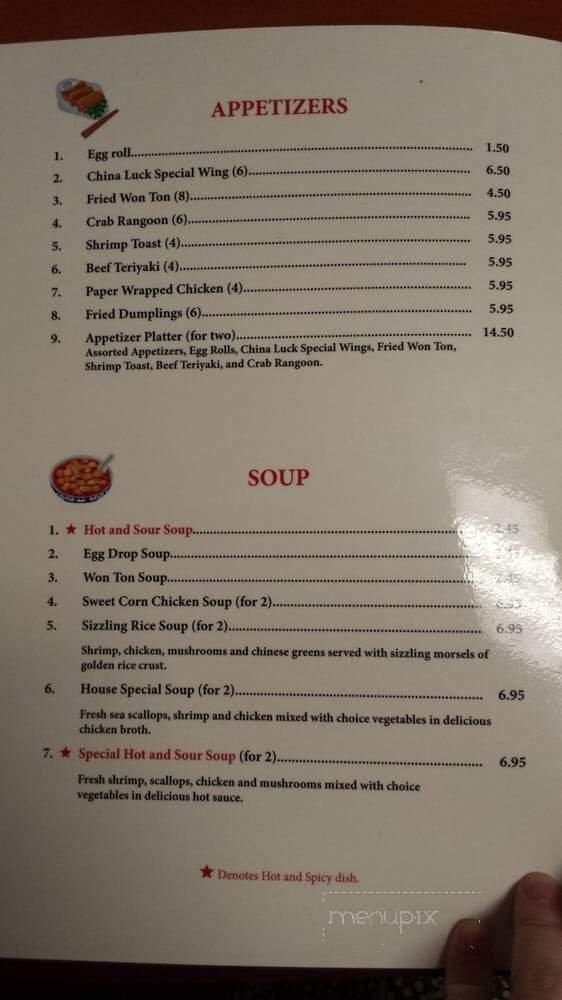 APPETIZERS
1. Egg roll 1.50
2. China Luck Special Wing (6) 6.50
3. Fried Won Ton (8) 4.50
4. Crab Rangoon (6) 5.95
5. Shrimp Toast (4) 5.95
6. Beef Teriyaki (4) 5.95
7. Paper Wrapped Chicken (4) 5.95
8. Fried Dumplings (6) 5.95
9. Appetizer Platter (for two) 14.50
Assorted Appetizers, Egg Rolls, China Luck Special Wings, Fried Won Ton,
Shrimp Toast, Beef Teriyaki, and Crab Rangoon.
SOUP
1. ★ Hot and Sour Soup 2.45
2. Egg Drop Soup
3. Won Ton Soup 2.45
4. Sweet Corn Chicken Soup (for 2)
5. Sizzling Rice Soup (for 2) 6.95
Shrimp, chicken, mushrooms and chinese greens served with sizzling morsels of
golden rice crust.
6. House Special Soup (for 2) 6.95
Fresh sea scallops, shrimp and chicken mixed with choice vegetables in delicious
chicken broth.
7. ★ Special Hot and Sour Soup (for 2) 6.95
Fresh shrimp, scallops, chicken and mushrooms mixed with choice
vegetables in delicious hot sauce.
★ Denotes Hot and Spicy dish.
menupix